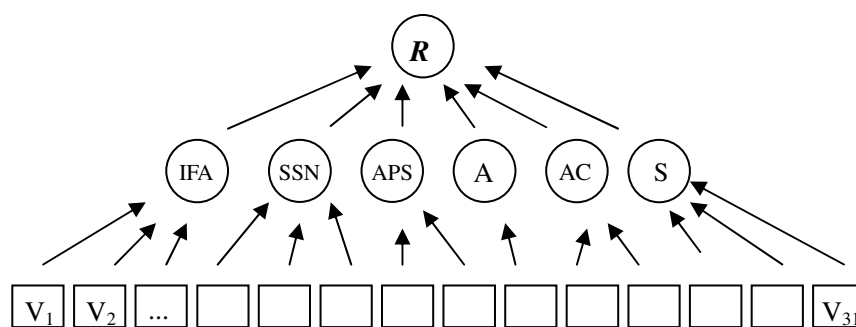 R
IFA SSN APS A AC S
V₁ V₂ ... V₃₁